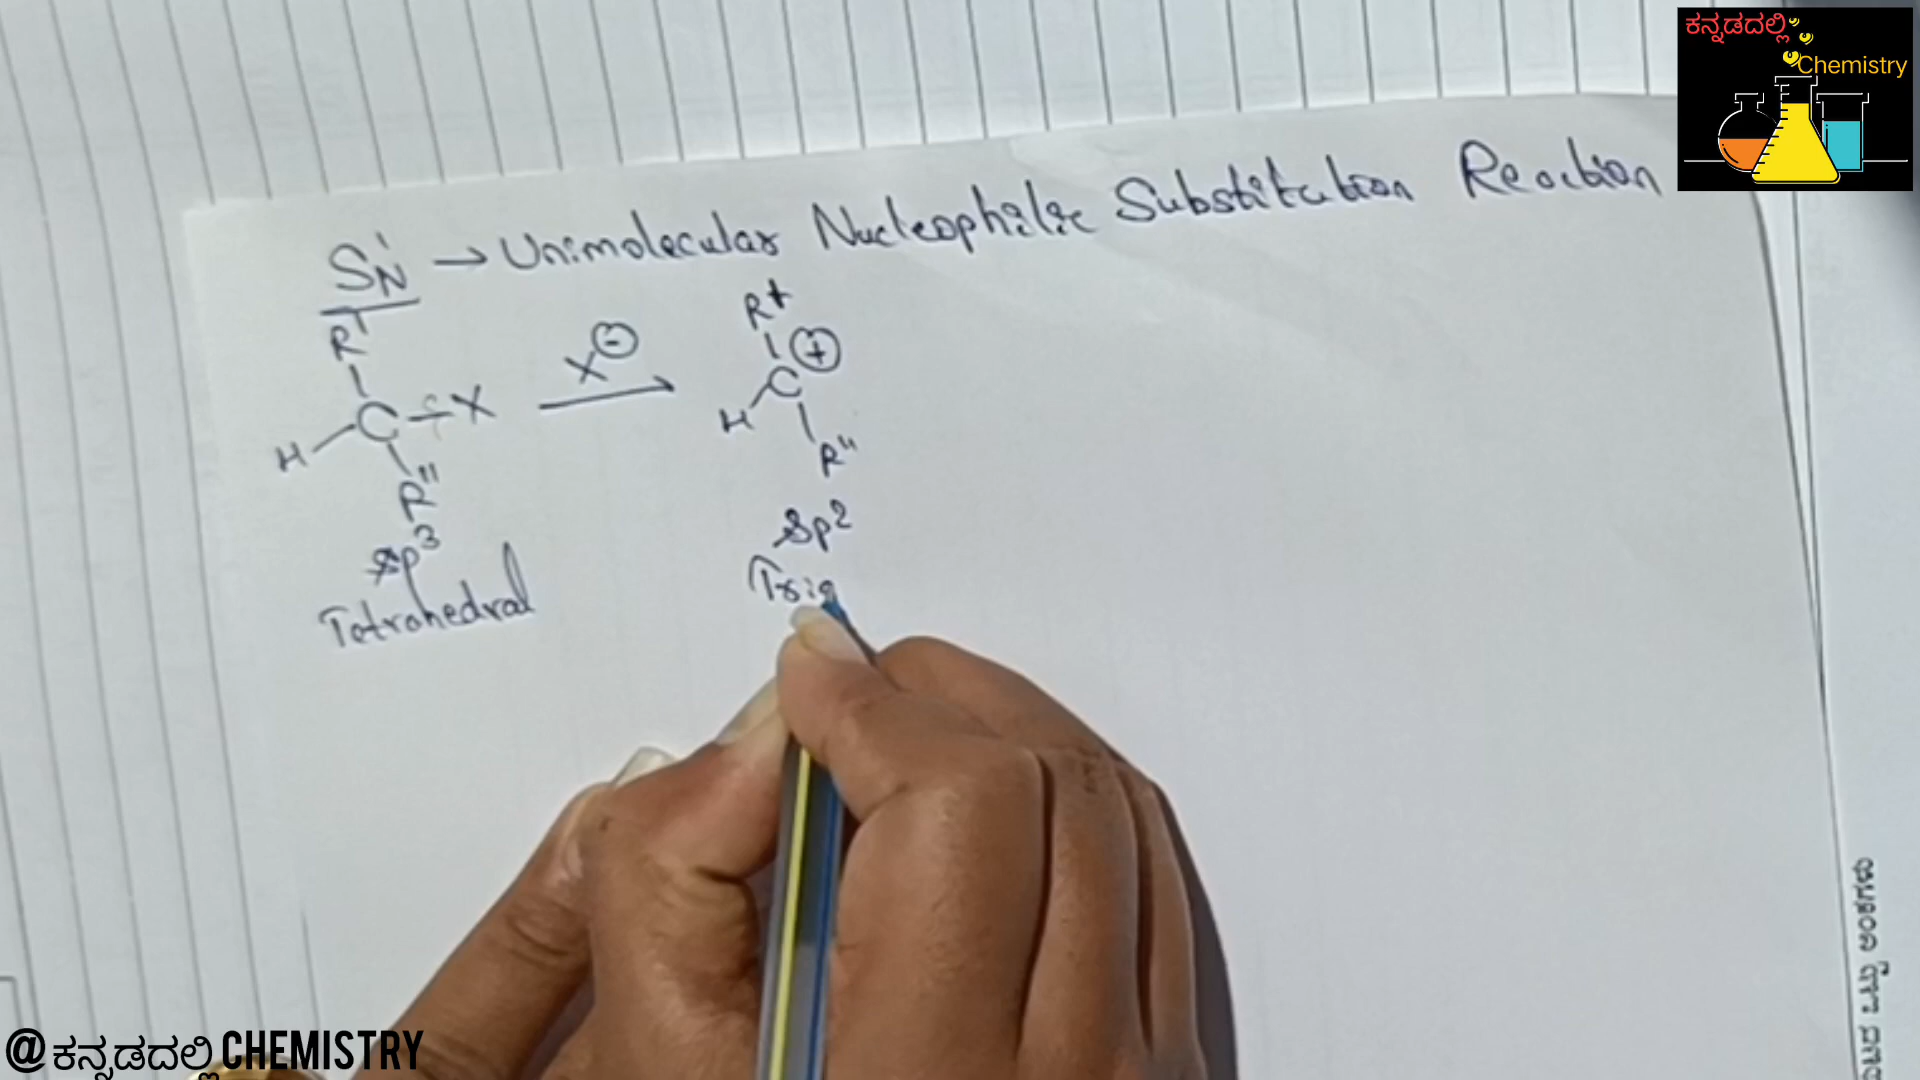 ಕನ್ನಡದಲ್ಲಿ
Chemistry
SN¹ → Unimolecular Nucleophilic Substitution Reaction
R' R+
X⊖
C X C ⊕
H H
R" R"
sp³ Sp²
Tetrahedral Trig
@ಕನ್ನಡದಲ್ಲಿ CHEMISTRY